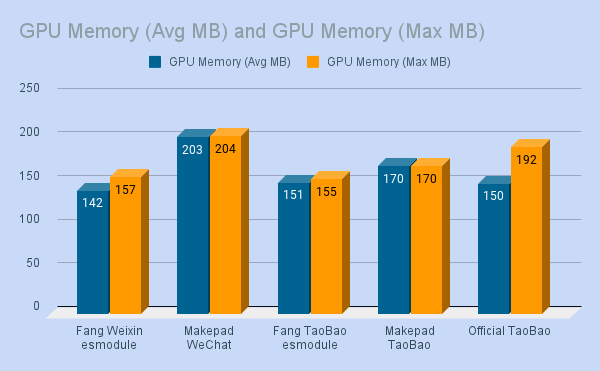 GPU Memory (Avg MB) and GPU Memory (Max MB)
GPU Memory (Avg MB) GPU Memory (Max MB)
250
200
150
100
50
0
142 157 203 204 151 155 170 170 150 192
Fang Weixin esmodule
Makepad WeChat
Fang TaoBao esmodule
Makepad TaoBao
Official TaoBao